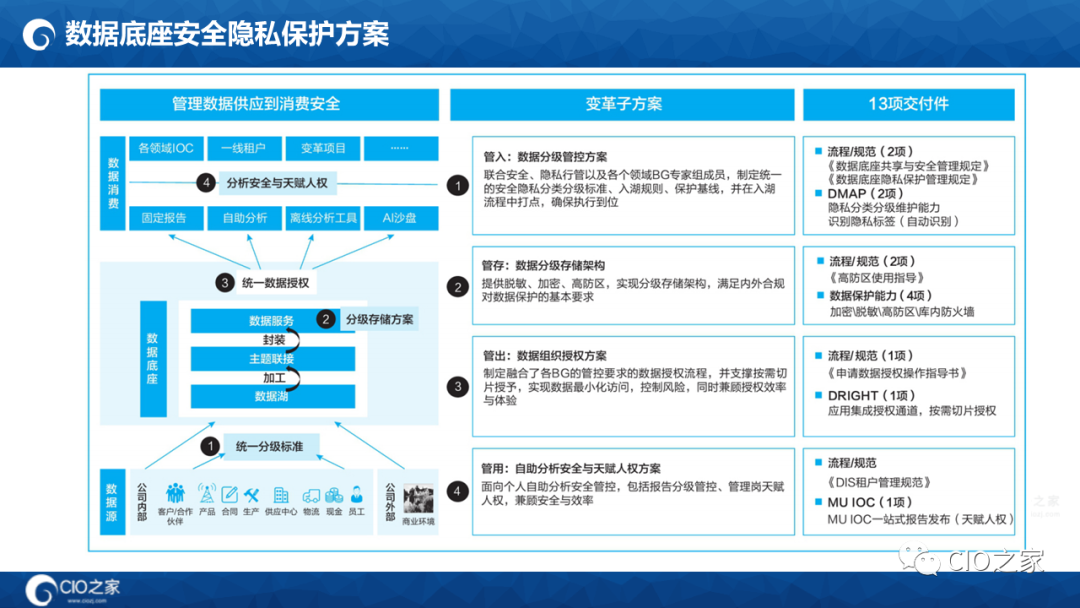 数据底座安全隐私保护方案
管理数据供应到消费安全
变革子方案
13项交付件
数据消费
各领域IOC
一线租户
变革项目
......
4
分析安全与天赋人权
固定报告
自助分析
离线分析工具
AI沙盘
3
统一数据授权
数据底座
数据服务
2
分级存储方案
封装
主题联接
加工
数据湖
1
统一分级标准
数据源
公司内部
客户/合作
伙伴
产品
合同
生产
供应中心
物流
现金
员工
公司外部
商业环境
1
管入：数据分级管控方案
联合安全、隐私行管以及各个领域BG专家组成员，制定统一
的安全隐私分类分级标准、入湖规则、保护基线，并在入湖
流程中打点，确保执行到位
流程/规范（2项）
《数据底座共享与安全管理规定》
《数据底座隐私保护管理规定》
DMAP（2项）
隐私分类分级维护能力
识别隐私标签（自动识别）
2
管存：数据分级存储架构
提供脱敏、加密、高防区，实现分级存储架构，满足内外合规
对数据保护的基本要求
流程/规范（2项）
《高防区使用指导》
数据保护能力（4项）
加密\脱敏\高防区\库内防火墙
3
管出：数据组织授权方案
制定融合了各BG的管控要求的数据授权流程，并支撑按需切
片授予，实现数据最小化访问，控制风险，同时兼顾授权效率
与体验
流程/规范（1项）
《申请数据授权操作指导书》
DRIGHT（1项）
应用集成授权通道，按需切片授权
4
管用：自助分析安全与天赋人权方案
面向个人自助分析安全管控，包括报告分级管控、管理岗天赋
人权，兼顾安全与效率
流程/规范
《DIS租户管理规范》
MU IOC（1项）
MU IOC一站式报告发布（天赋人权）
之家
CIO之家
CIO之家
www.ciozj.com